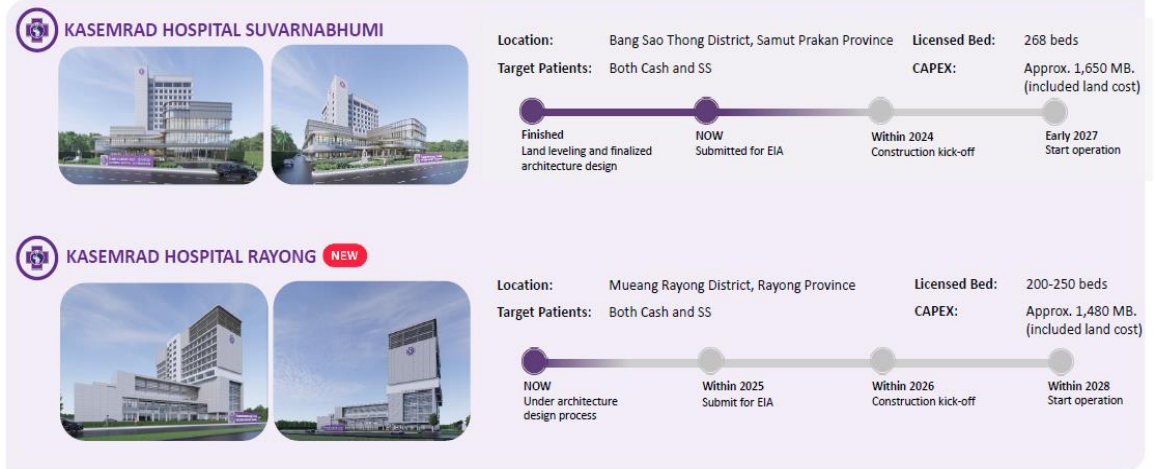 KASEMRAD HOSPITAL SUVARNABHUMI
Location: Bang Sao Thong District, Samut Prakan Province Licensed Bed: 268 beds
Target Patients: Both Cash and SS CAPEX: Approx. 1,650 MB.
(included land cost)
Finished
Land leveling and finalized
architecture design
NOW
Submitted for EIA
Within 2024
Construction kick-off
Early 2027
Start operation
KASEMRAD HOSPITAL RAYONG NEW
Location: Mueang Rayong District, Rayong Province Licensed Bed: 200-250 beds
Target Patients: Both Cash and SS CAPEX: Approx. 1,480 MB.
(included land cost)
NOW
Under architecture
design process
Within 2025
Submit for EIA
Within 2026
Construction kick-off
Within 2028
Start operation